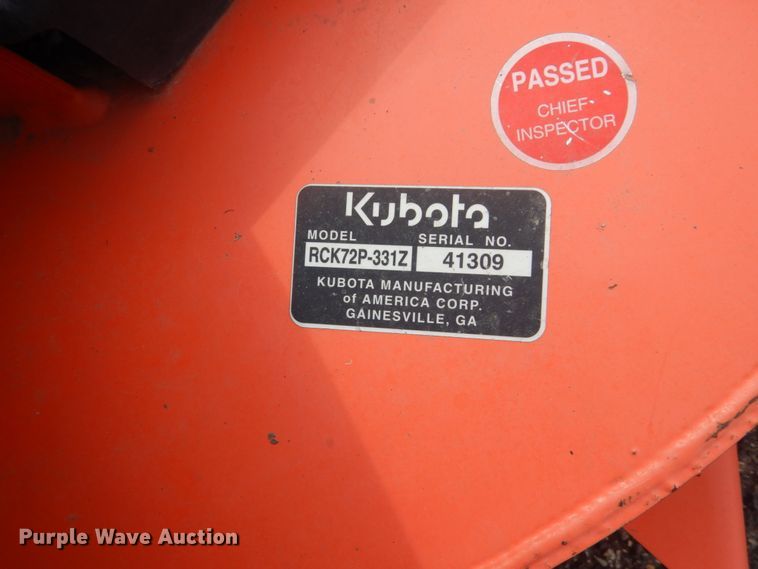 PASSED
CHIEF
INSPECTOR
Kubota
MODEL SERIAL NO.
RCK72P-331Z 41309
KUBOTA MANUFACTURING
of AMERICA CORP.
GAINESVILLE, GA
Purple Wave Auction